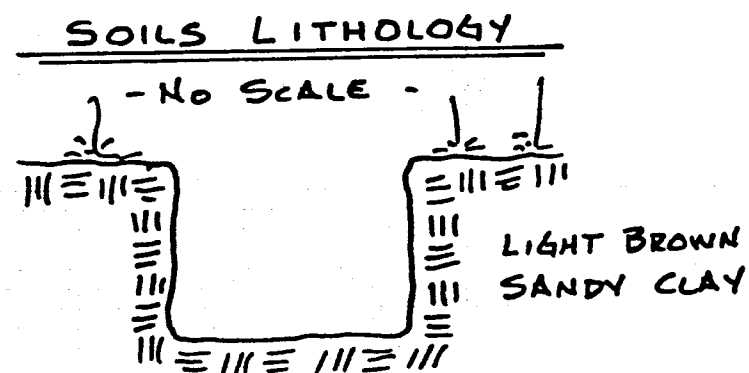 SOILS LITHOLOGY
- NO SCALE -
LIGHT BROWN
SANDY CLAY